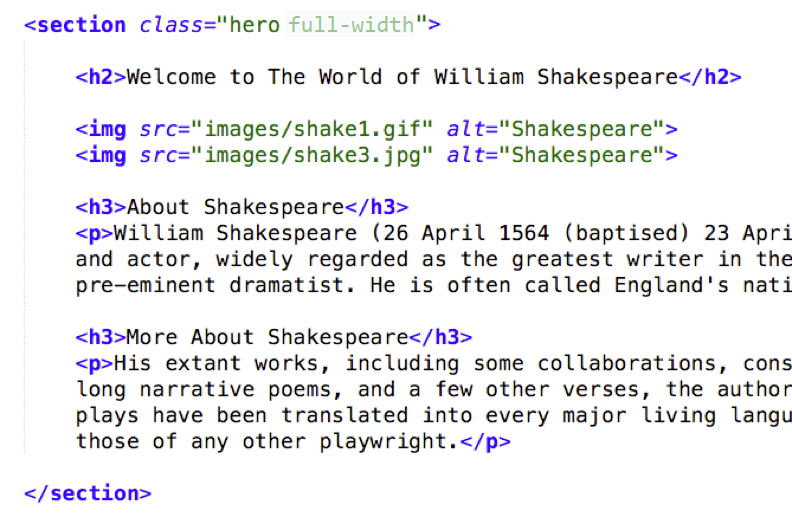 <section class="hero full-width">
<h2>Welcome to The World of William Shakespeare</h2>
<img src="images/shake1.gif" alt="Shakespeare">
<img src="images/shake3.jpg" alt="Shakespeare">
<h3>About Shakespeare</h3>
<p>William Shakespeare (26 April 1564 (baptised) 23 Apri
and actor, widely regarded as the greatest writer in the
pre-eminent dramatist. He is often called England's nati
<h3>More About Shakespeare</h3>
<p>His extant works, including some collaborations, cons
long narrative poems, and a few other verses, the author
plays have been translated into every major living langu
those of any other playwright.</p>
</section>